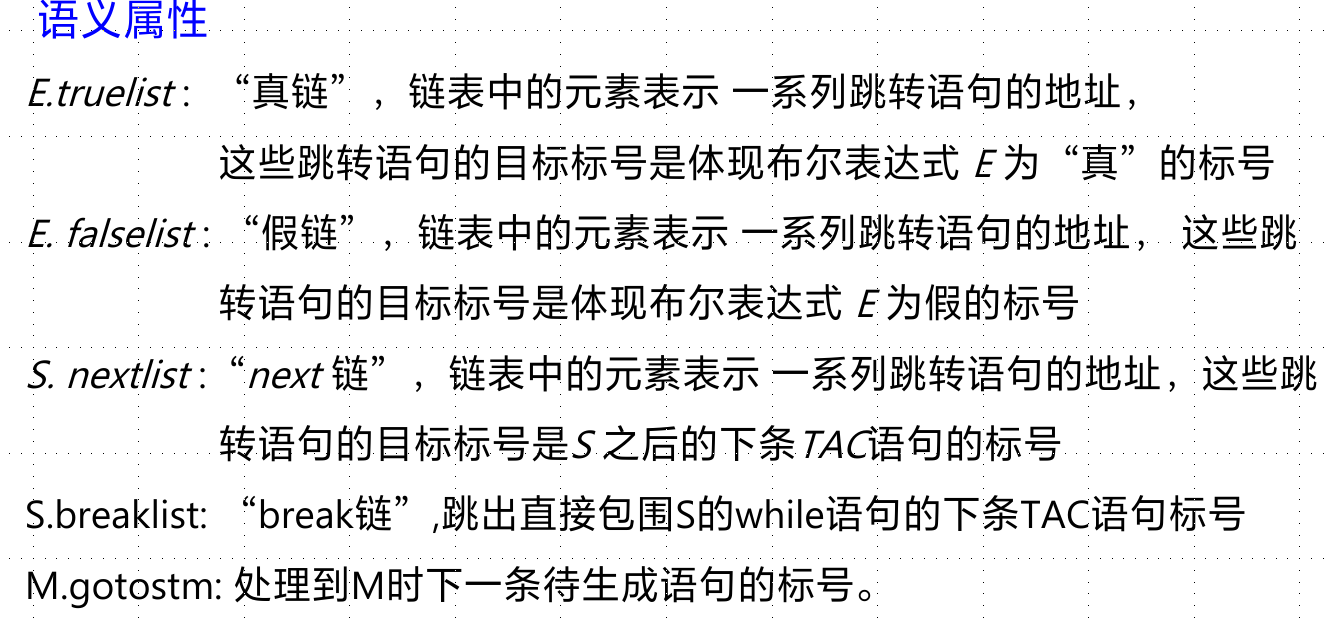 语义属性
E.truelist : “真链” ，链表中的元素表示 一系列跳转语句的地址，
这些跳转语句的目标标号是体现布尔表达式 E 为“真”的标号
E. falselist : “假链” ，链表中的元素表示 一系列跳转语句的地址， 这些跳
转语句的目标标号是体现布尔表达式 E 为假的标号
S. nextlist : “next 链” ，链表中的元素表示 一系列跳转语句的地址，这些跳
转语句的目标标号是S 之后的下条TAC语句的标号
S.breaklist: “break链” ,跳出直接包围S的while语句的下条TAC语句标号
M.gotostm: 处理到M时下一条待生成语句的标号。